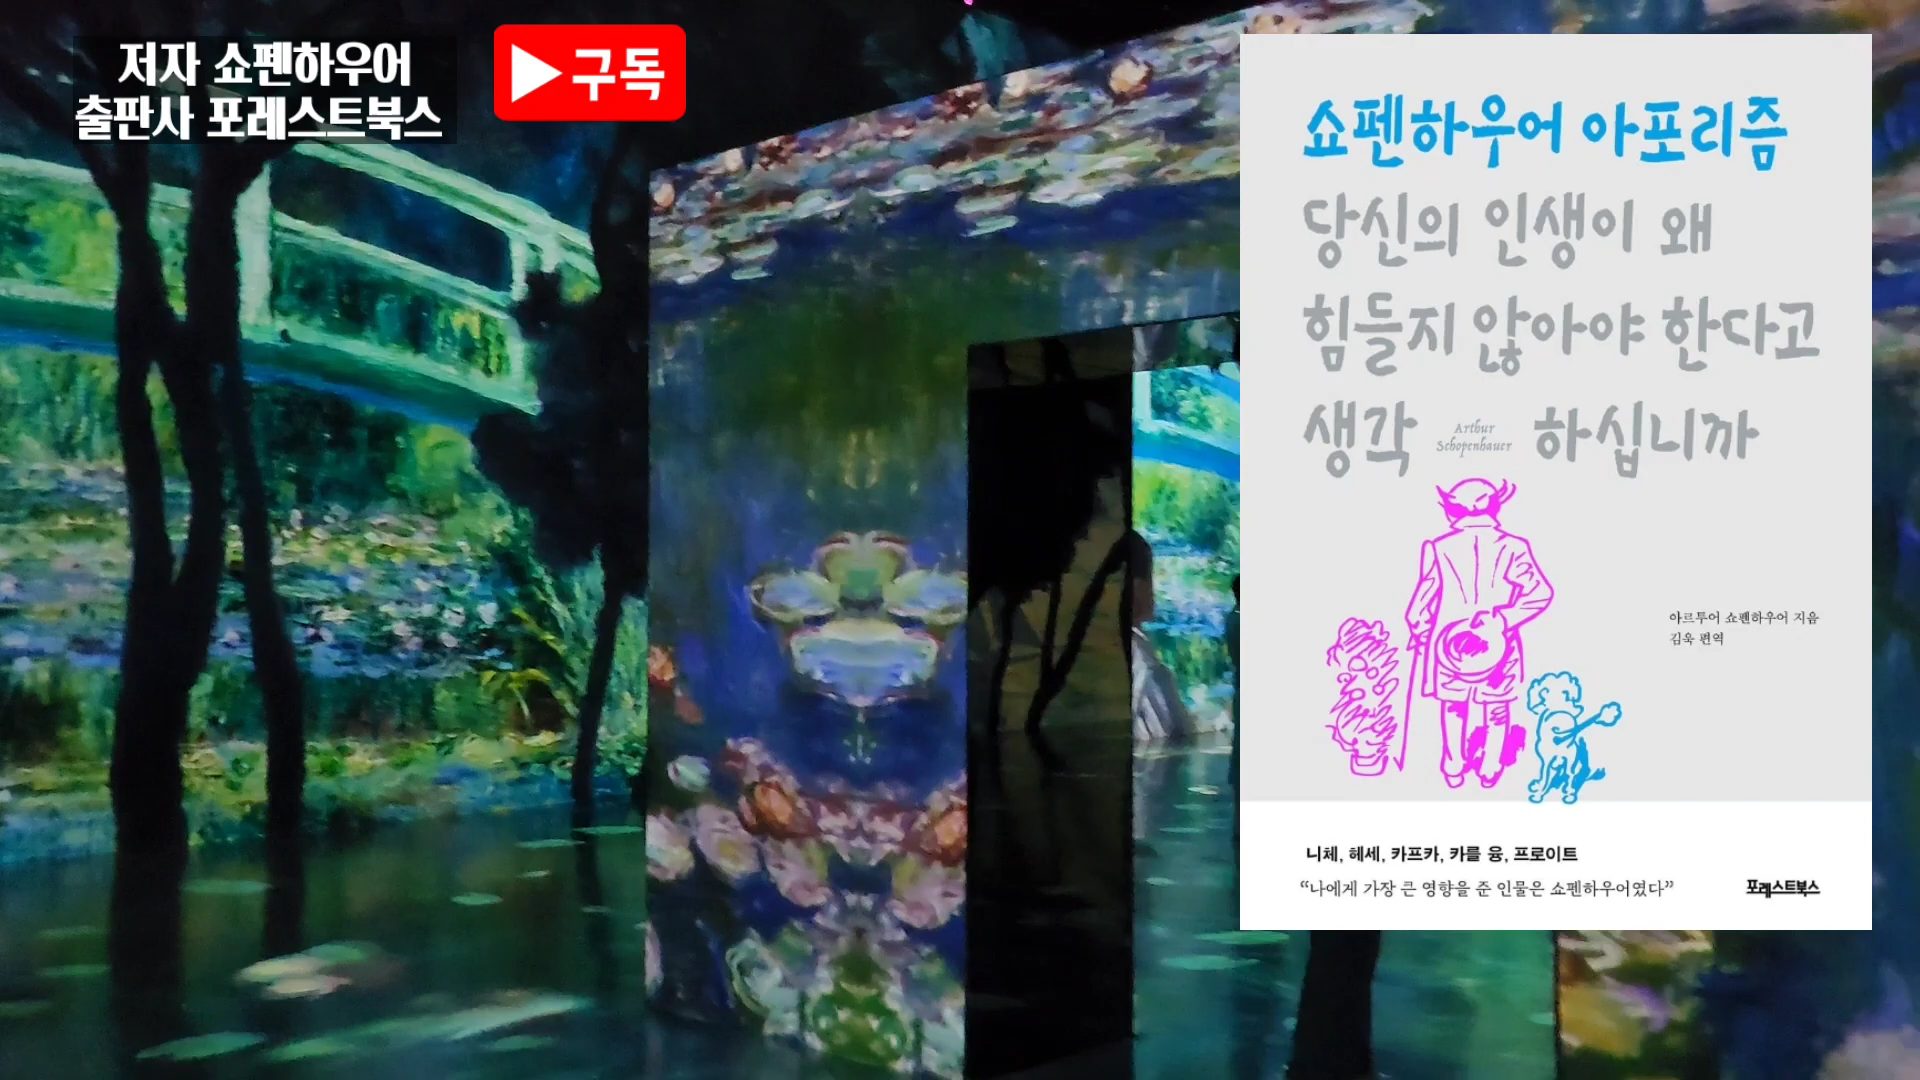 저자 쇼펜하우어
출판사 포레스트북스
구독
쇼펜하우어 아포리즘
당신의 인생이 왜
힘들지 않아야 한다고
생각 하십니까
Arthur
Schopenhauer
아르투어 쇼펜하우어 지음
김욱 편역
니체, 헤세, 카프카, 카를 융, 프로이트
“나에게 가장 큰 영향을 준 인물은 쇼펜하우어였다”
포레스트북스